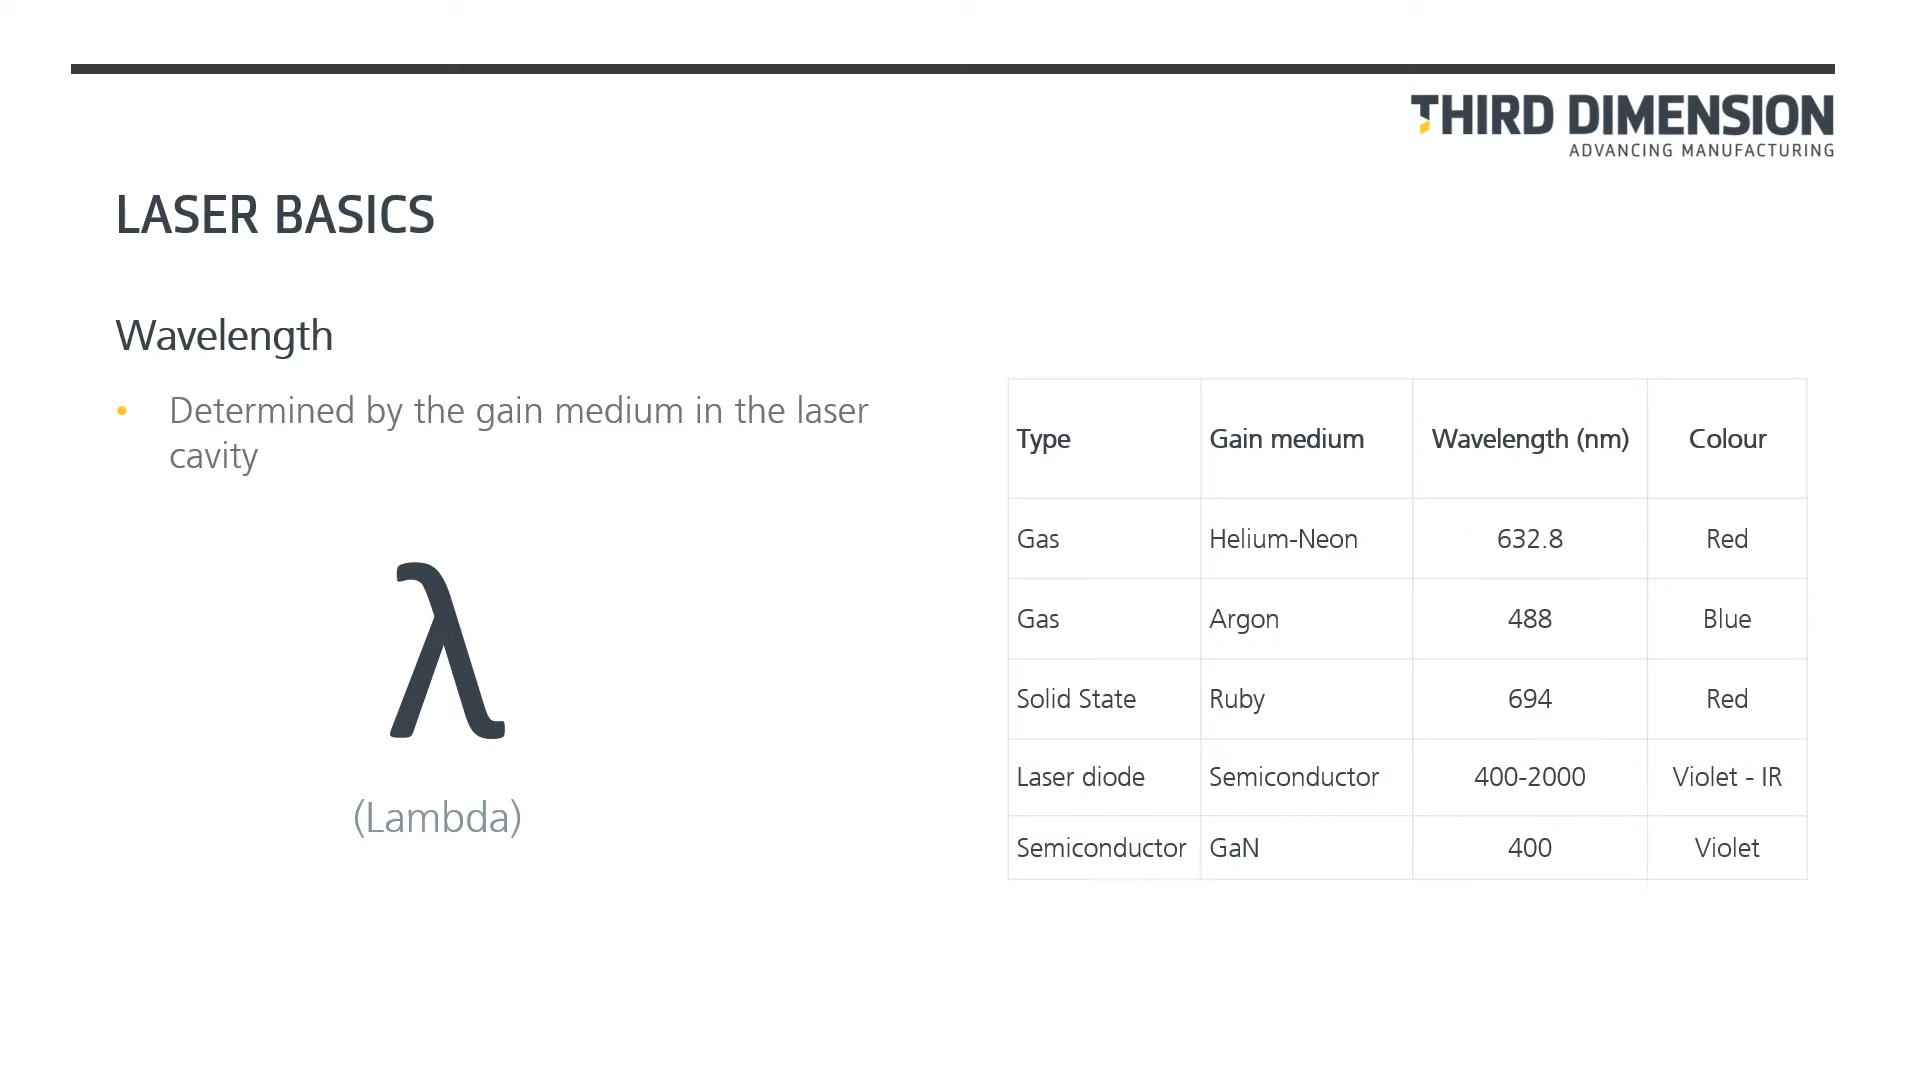 THIRD DIMENSION
ADVANCING MANUFACTURING
LASER BASICS
Wavelength
• Determined by the gain medium in the laser
cavity
λ
(Lambda)
Type Gain medium Wavelength (nm) Colour
Gas Helium-Neon 632.8 Red
Gas Argon 488 Blue
Solid State Ruby 694 Red
Laser diode Semiconductor 400-2000 Violet - IR
Semiconductor GaN 400 Violet